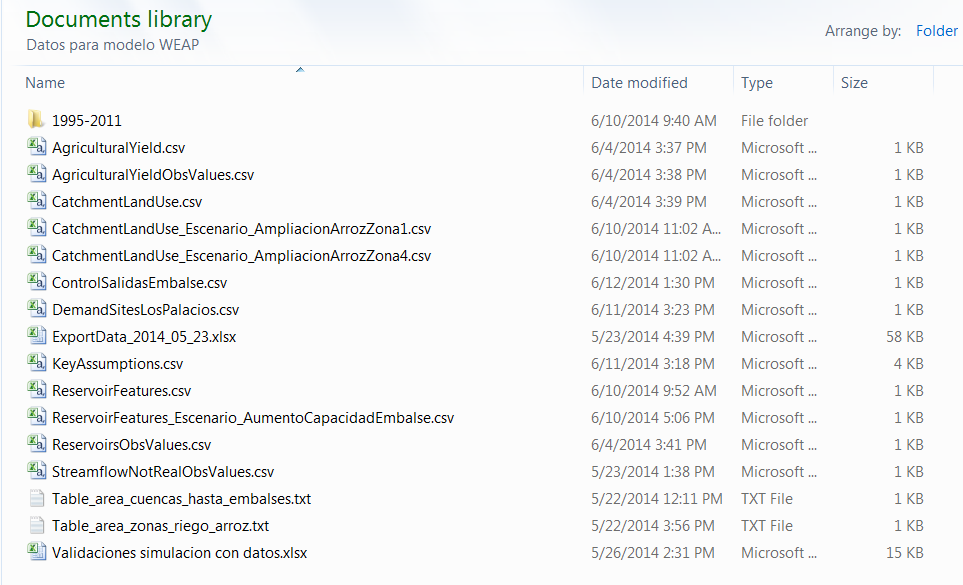 Documents library
Datos para modelo WEAP
Arrange by: Folder
Name Date modified Type Size
1995-2011 6/10/2014 9:40 AM File folder
AgriculturalYield.csv 6/4/2014 3:37 PM Microsoft ... 1 KB
AgriculturalYieldObsValues.csv 6/4/2014 3:38 PM Microsoft ... 1 KB
CatchmentLandUse.csv 6/4/2014 3:39 PM Microsoft ... 1 KB
CatchmentLandUse_Escenario_AmpliacionArrozZona1.csv 6/10/2014 11:02 A... Microsoft ... 1 KB
CatchmentLandUse_Escenario_AmpliacionArrozZona4.csv 6/10/2014 11:02 A... Microsoft ... 1 KB
ControlSalidasEmbalse.csv 6/12/2014 1:30 PM Microsoft ... 1 KB
DemandSitesLosPalacios.csv 6/11/2014 3:23 PM Microsoft ... 1 KB
ExportData_2014_05_23.xlsx 5/23/2014 4:39 PM Microsoft ... 58 KB
KeyAssumptions.csv 6/11/2014 3:18 PM Microsoft ... 4 KB
ReservoirFeatures.csv 6/10/2014 9:52 AM Microsoft ... 1 KB
ReservoirFeatures_Escenario_AumentoCapacidadEmbalse.csv 6/10/2014 5:06 PM Microsoft ... 1 KB
ReservoirsObsValues.csv 6/4/2014 3:41 PM Microsoft ... 1 KB
StreamflowNotRealObsValues.csv 5/23/2014 1:38 PM Microsoft ... 1 KB
Table_area_cuencas_hasta_embalses.txt 5/22/2014 12:11 PM TXT File 1 KB
Table_area_zonas_riego_arroz.txt 5/22/2014 3:56 PM TXT File 1 KB
Validaciones simulacion con datos.xlsx 5/26/2014 2:31 PM Microsoft ... 15 KB